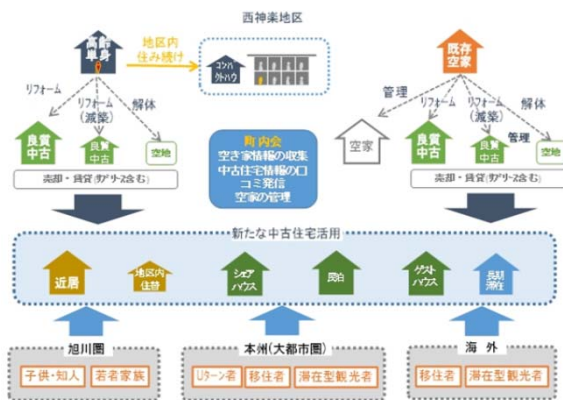 西神楽地区
高齢
単身
地区内
住み続け
コンパ
クトハウ
既存
空家
リフォーム
リフォーム
(減築)
解体
管理
リフォーム
リフォーム
(減築)
解体
管理
良質
中古
良質
中古
空地
町内会
空き家情報の収集
中古住宅情報の口
コミ発信
空家の管理
空家
良質
中古
良質
中古
空地
売却・賃貸(サブリース含む)
売却・賃貸(サブリース含む)
新たな中古住宅活用
近居
地区内
住替
シェア
ハウス
民泊
ゲスト
ハウス
長期
滞在
旭川圏
子供・知人
若者家族
本州(大都市圏)
Uターン者
移住者
滞在型観光者
海 外
移住者
滞在型観光者